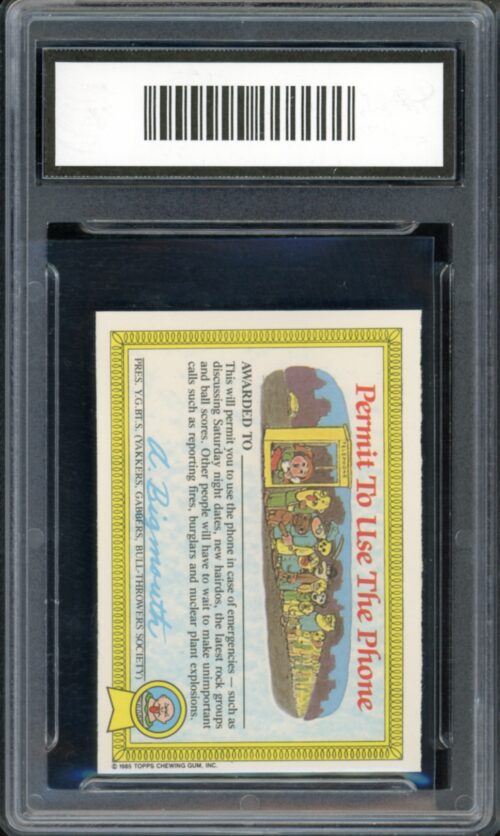 Permit To Use The Phone
AWARDED TO
This will permit you to use the phone in case of emergencies — such as
discussing Saturday night dates, new hairdos, the latest rock groups
and ball scores. Other people will have to wait to make unimportant
calls such as reporting fires, burglars and nuclear plant explosions.
A. Bigmouth
PRES. Y.G.BT.S. (YAKKERS, GABBERS, BULL-THROWERS SOCIETY)
© 1985 TOPPS CHEWING GUM, INC.